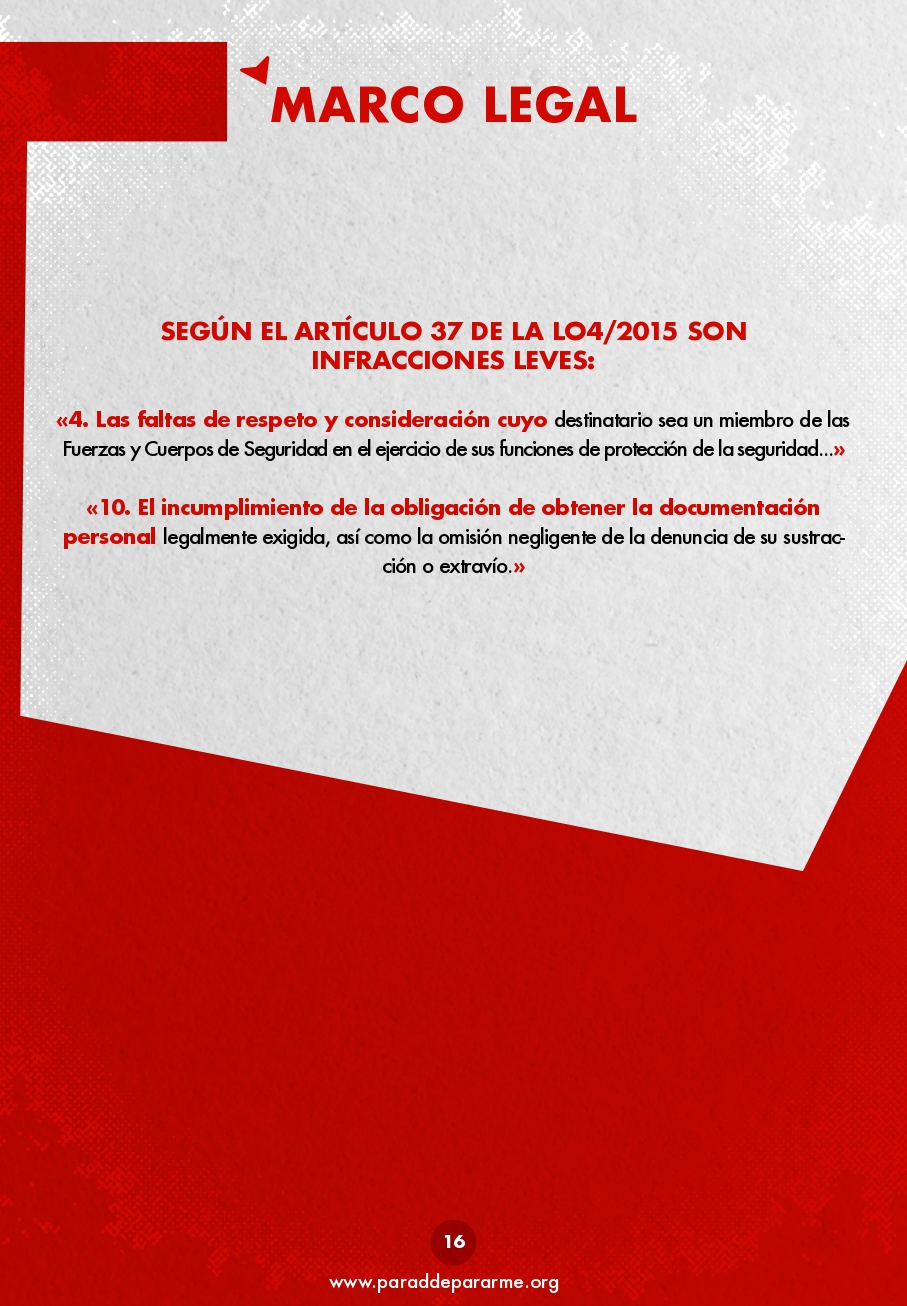 MARCO LEGAL
SEGÚN EL ARTÍCULO 37 DE LA LO4/2015 SON
INFRACCIONES LEVES:
«4. Las faltas de respeto y consideración cuyo destinatario sea un miembro de las
Fuerzas y Cuerpos de Seguridad en el ejercicio de sus funciones de protección de la seguridad...»
«10. El incumplimiento de la obligación de obtener la documentación
personal legalmente exigida, así como la omisión negligente de la denuncia de su sustrac-
ción o extravío.»
16
www.paraddepararme.org